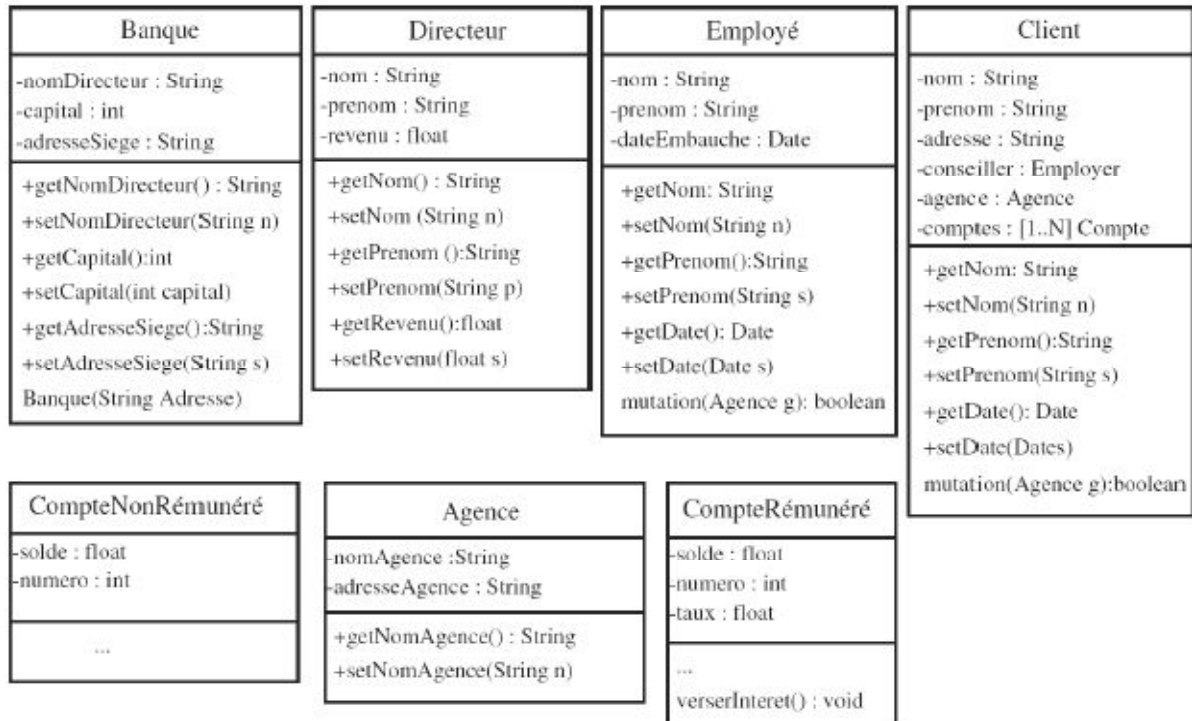 Banque
-nomDirecteur : String
-capital : int
-adresseSiege : String
+getNomDirecteur() : String
+setNomDirecteur(String n)
+getCapital():int
+setCapital(int capital)
+getAdresseSiege():String
+setAdresseSiege(String s)
Banque(String Adresse)
Directeur
-nom : String
-prenom : String
-revenu : float
+getNom() : String
+setNom (String n)
+getPrenom ():String
+setPrenom(String p)
+getRevenu():float
+setRevenu(float s)
Employé
-nom : String
-prenom : String
-dateEmbauche : Date
+getNom: String
+setNom(String n)
+getPrenom():String
+setPrenom(String s)
+getDate(): Date
+setDate(Date s)
mutation(Agence g): boolean
Client
-nom : String
-prenom : String
-adresse : String
-conseiller : Employer
-agence : Agence
-comptes : [1..N] Compte
+getNom: String
+setNom(String n)
+getPrenom():String
+setPrenom(String s)
+getDate(): Date
+setDate(Dates)
mutation(Agence g):boolean
CompteNonRémunéré
-solde : float
-numero : int
...
Agence
-nomAgence :String
-adresseAgence : String
+getNomAgence() : String
+setNomAgence(String n)
CompteRémunéré
-solde : float
-numero : int
-taux : float
...
verserInteret() : void